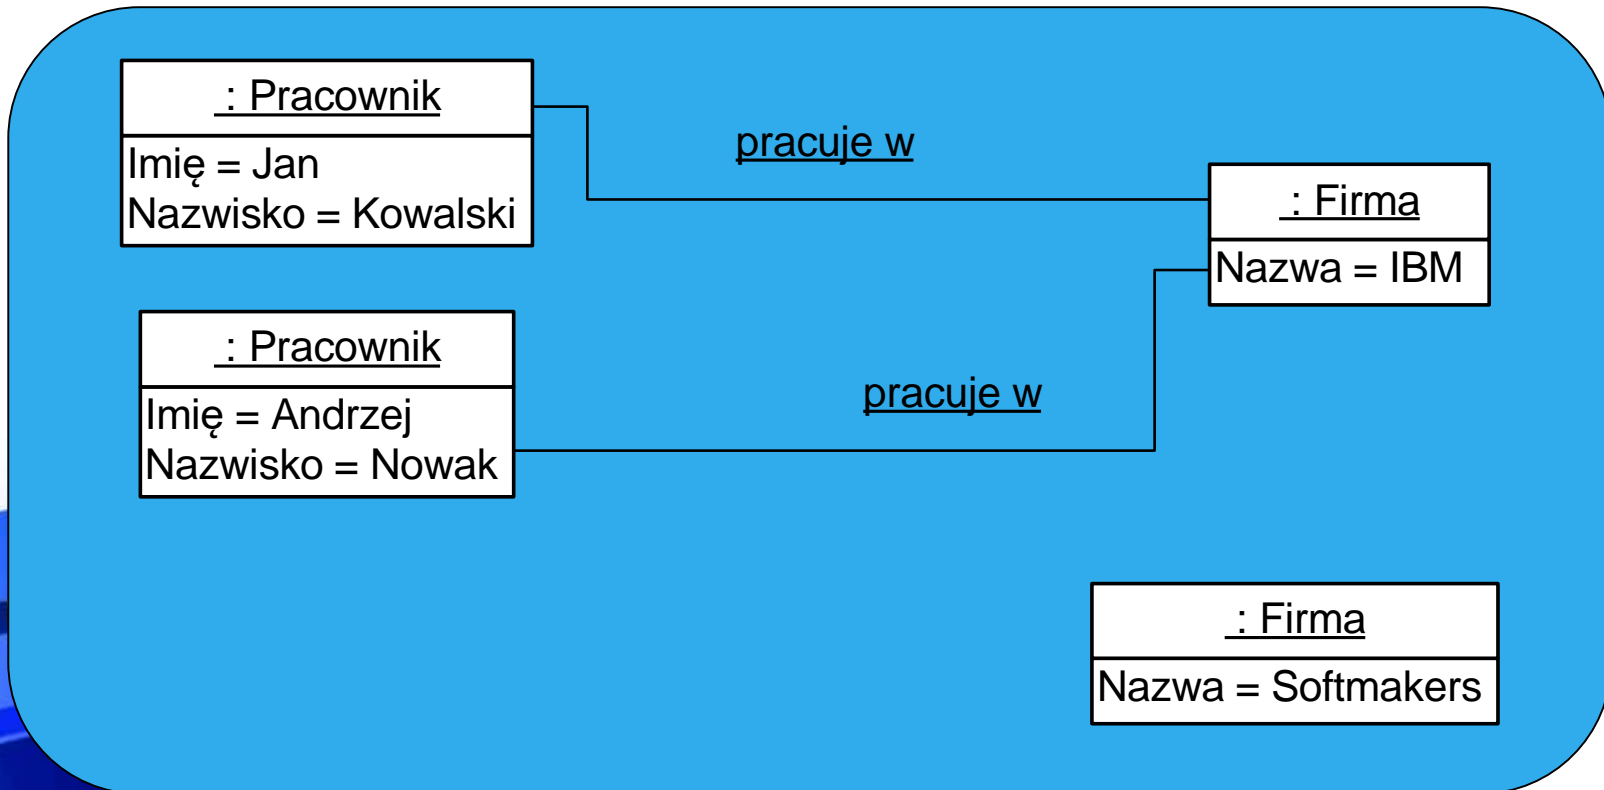 : Pracownik
Imię = Jan
Nazwisko = Kowalski
pracuje w
: Firma
Nazwa = IBM
: Pracownik
Imię = Andrzej
Nazwisko = Nowak
pracuje w
: Firma
Nazwa = Softmakers